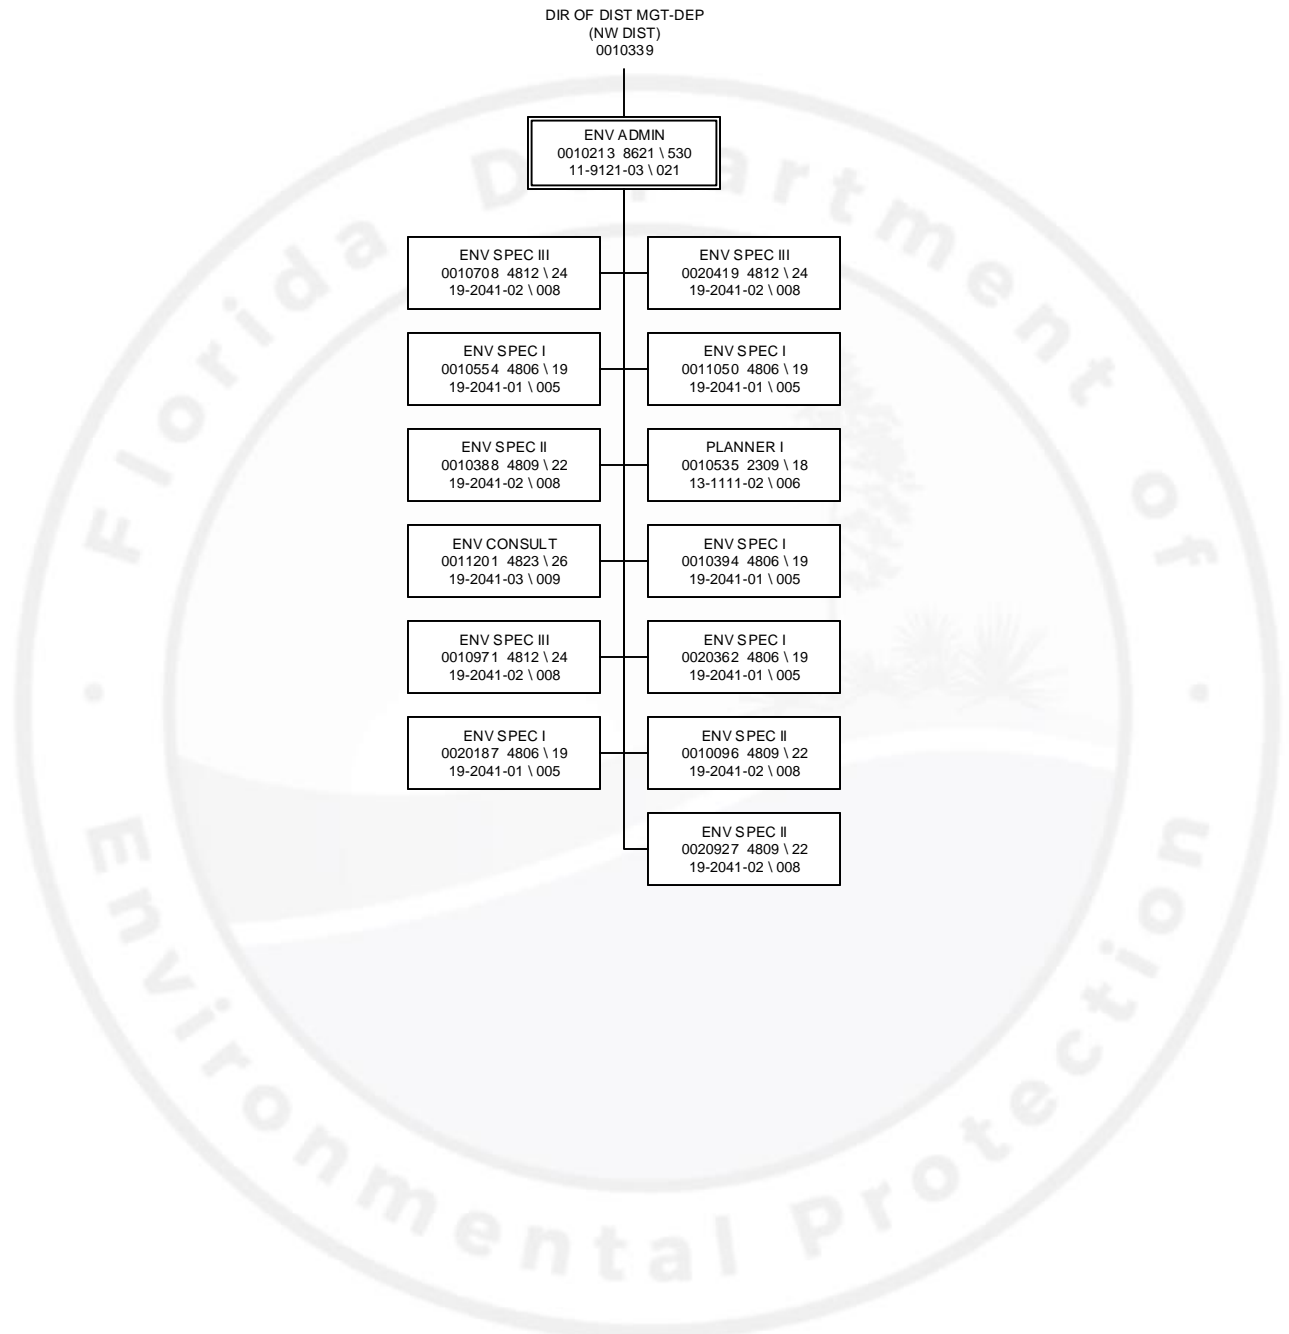 DIR OF DIST MGT-DEP
(NW DIST)
0010339
ENV ADMIN
0010213 8621 \ 530
11-9121-03 \ 021
ENV SPEC III
0010708 4812 \ 24
19-2041-02 \ 008
ENV SPEC III
0020419 4812 \ 24
19-2041-02 \ 008
ENV SPEC I
0010554 4806 \ 19
19-2041-01 \ 005
ENV SPEC I
0011050 4806 \ 19
19-2041-01 \ 005
ENV SPEC II
0010388 4809 \ 22
19-2041-02 \ 008
PLANNER I
0010535 2309 \ 18
13-1111-02 \ 006
ENV CONSULT
0011201 4823 \ 26
19-2041-03 \ 009
ENV SPEC I
0010394 4806 \ 19
19-2041-01 \ 005
ENV SPEC III
0010971 4812 \ 24
19-2041-02 \ 008
ENV SPEC I
0020362 4806 \ 19
19-2041-01 \ 005
ENV SPEC I
0020187 4806 \ 19
19-2041-01 \ 005
ENV SPEC II
0010096 4809 \ 22
19-2041-02 \ 008
ENV SPEC II
0020927 4809 \ 22
19-2041-02 \ 008
Florida Department of
Environmental Protection